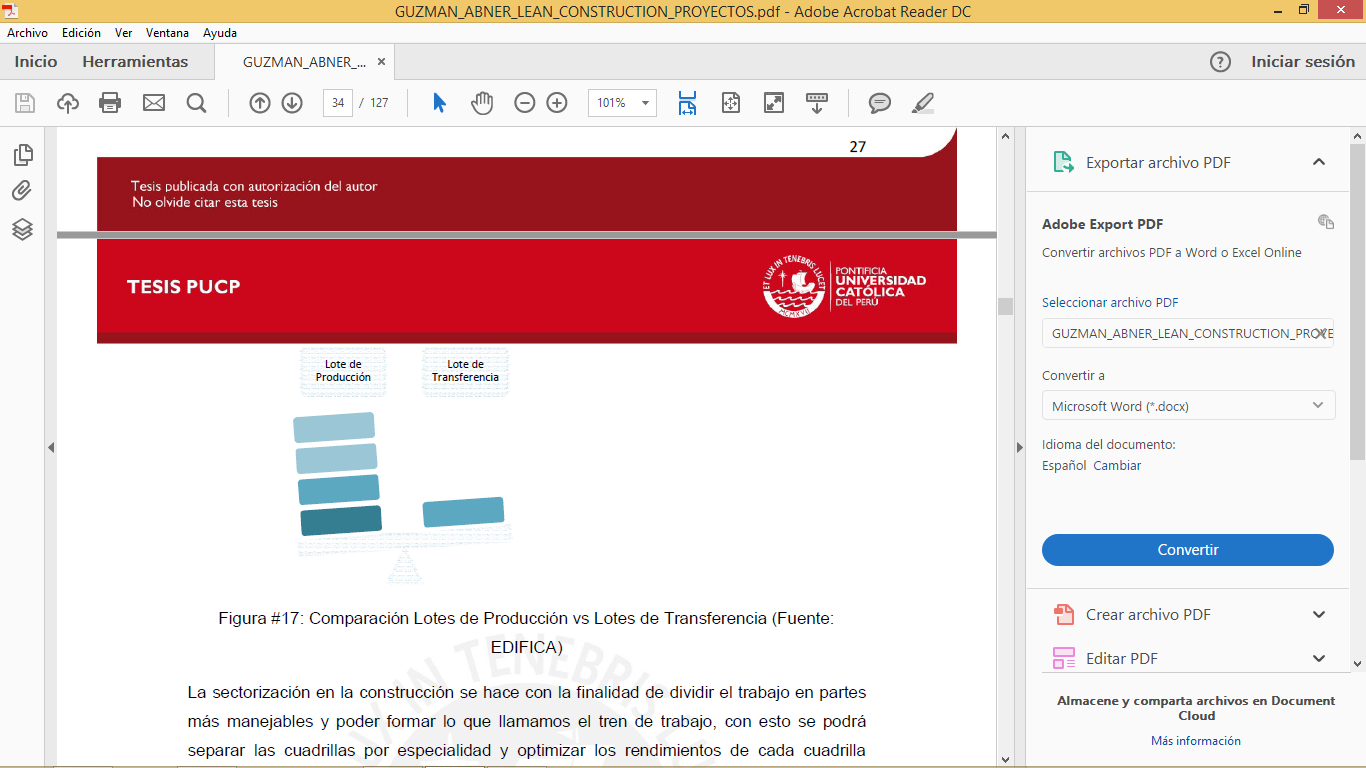 GUZMAN_ABNER_LEAN_CONSTRUCTION_PROYECTOS.pdf - Adobe Acrobat Reader DC
Archivo Edición Ver Ventana Ayuda
Inicio Herramientas GUZMAN_ABNER_... × Iniciar sesión
34 / 127 101%
27
Tesis publicada con autorización del autor
No olvide citar esta tesis
TESIS PUCP
ET LUX IN TENEBRIS LUCET
MCMXVII
PONTIFICIA
UNIVERSIDAD
CATÓLICA
DEL PERÚ
Lote de
Producción
Lote de
Transferencia
Figura #17: Comparación Lotes de Producción vs Lotes de Transferencia (Fuente:
EDIFICA)
La sectorización en la construcción se hace con la finalidad de dividir el trabajo en partes
más manejables y poder formar lo que llamamos el tren de trabajo, con esto se podrá
separar las cuadrillas por especialidad y optimizar los rendimientos de cada cuadrilla
Exportar archivo PDF
Adobe Export PDF
Convertir archivos PDF a Word o Excel Online
Seleccionar archivo PDF
GUZMAN_ABNER_LEAN_CONSTRUCTION_PROYE
Convertir a
Microsoft Word (*.docx)
Idioma del documento:
Español Cambiar
Convertir
Crear archivo PDF
Editar PDF
Almacene y comparta archivos en Document
Cloud
Más información